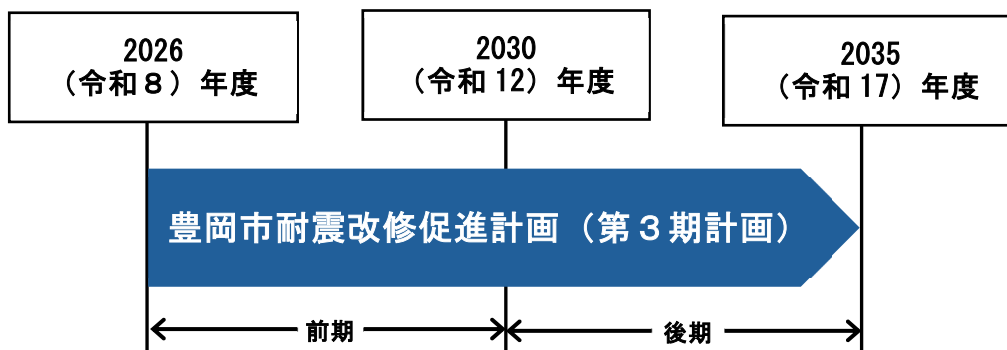 2026
（令和８）年度
2030
（令和 12）年度
2035
（令和 17）年度
豊岡市耐震改修促進計画（第３期計画）
前期
後期